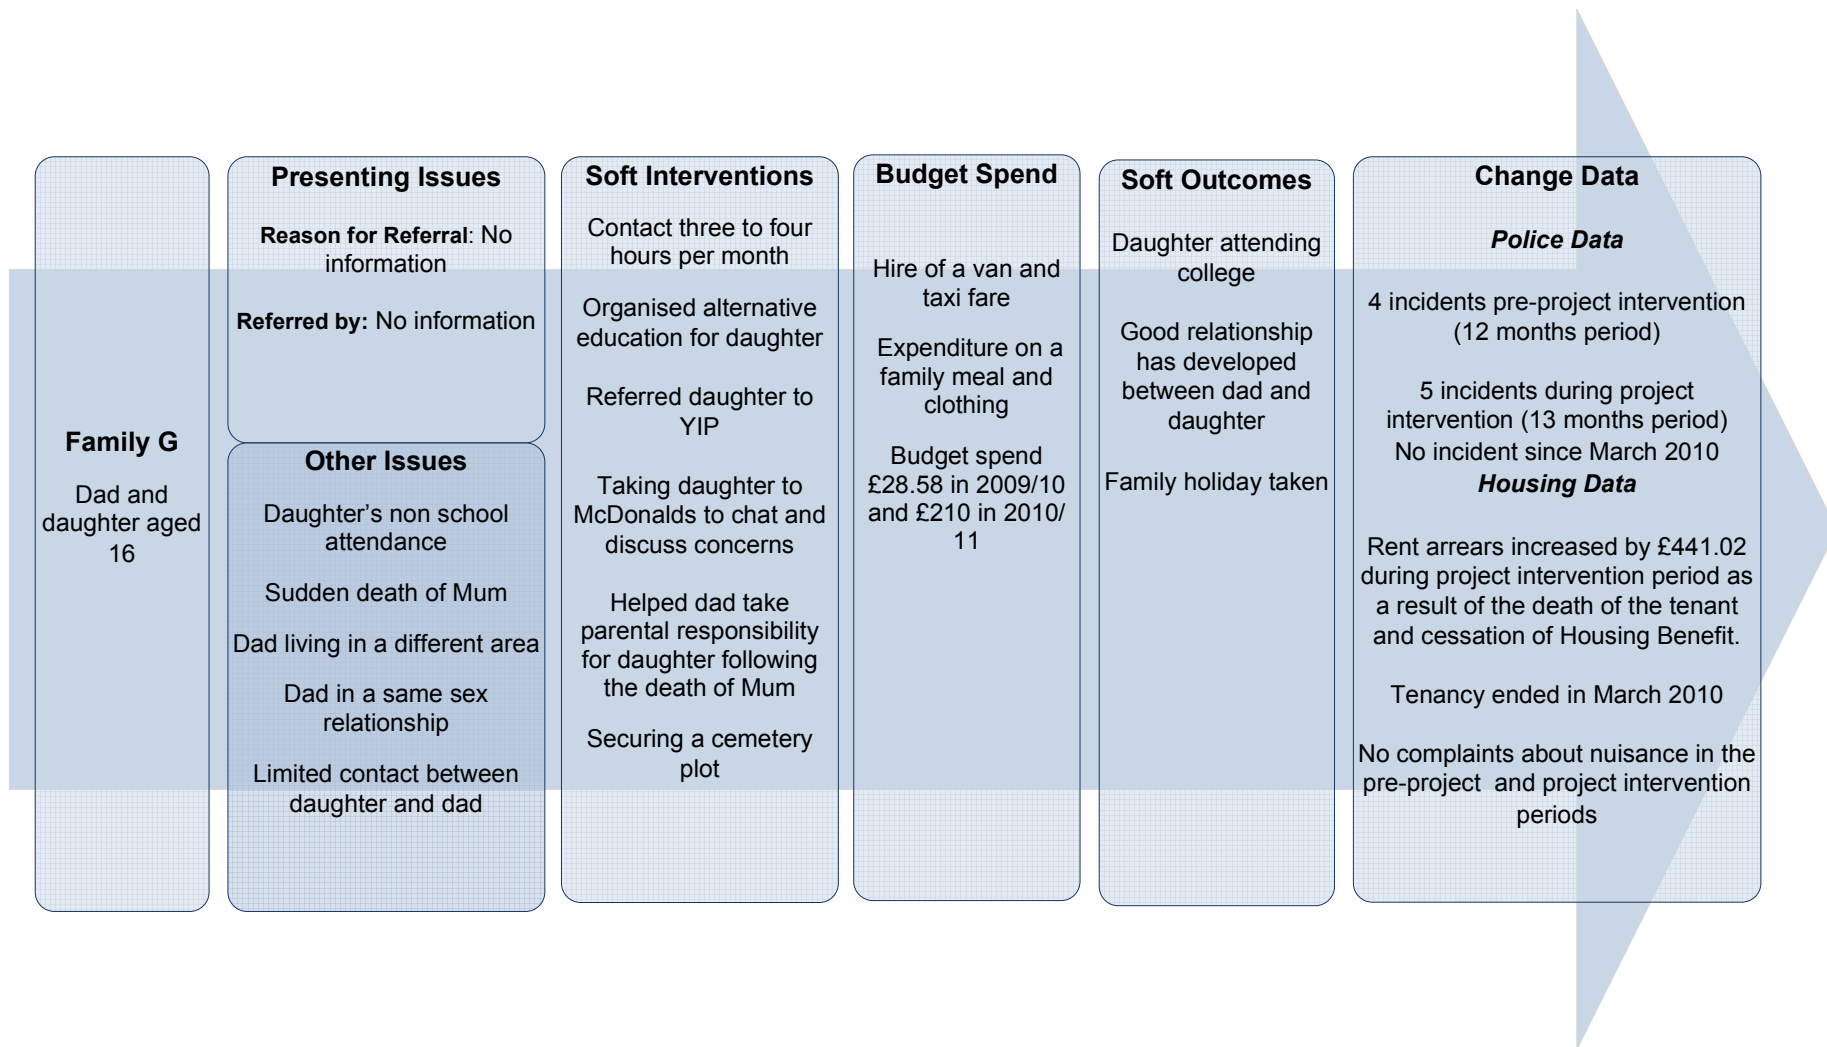 Family G
Dad and
daughter aged
16
Presenting Issues
Reason for Referral: No
information
Referred by: No information
Other Issues
Daughter's non school
attendance
Sudden death of Mum
Dad living in a different area
Dad in a same sex
relationship
Limited contact between
daughter and dad
Soft Interventions
Contact three to four
hours per month
Organised alternative
education for daughter
Referred daughter to
YIP
Taking daughter to
McDonalds to chat and
discuss concerns
Helped dad take
parental responsibility
for daughter following
the death of Mum
Securing a cemetery
plot
Budget Spend
Hire of a van and
taxi fare
Expenditure on a
family meal and
clothing
Budget spend
£28.58 in 2009/10
and £210 in 2010/
11
Soft Outcomes
Daughter attending
college
Good relationship
has developed
between dad and
daughter
Family holiday taken
Change Data
Police Data
4 incidents pre-project intervention
(12 months period)
5 incidents during project
intervention (13 months period)
No incident since March 2010
Housing Data
Rent arrears increased by £441.02
during project intervention period as
a result of the death of the tenant
and cessation of Housing Benefit.
Tenancy ended in March 2010
No complaints about nuisance in the
pre-project and project intervention
periods